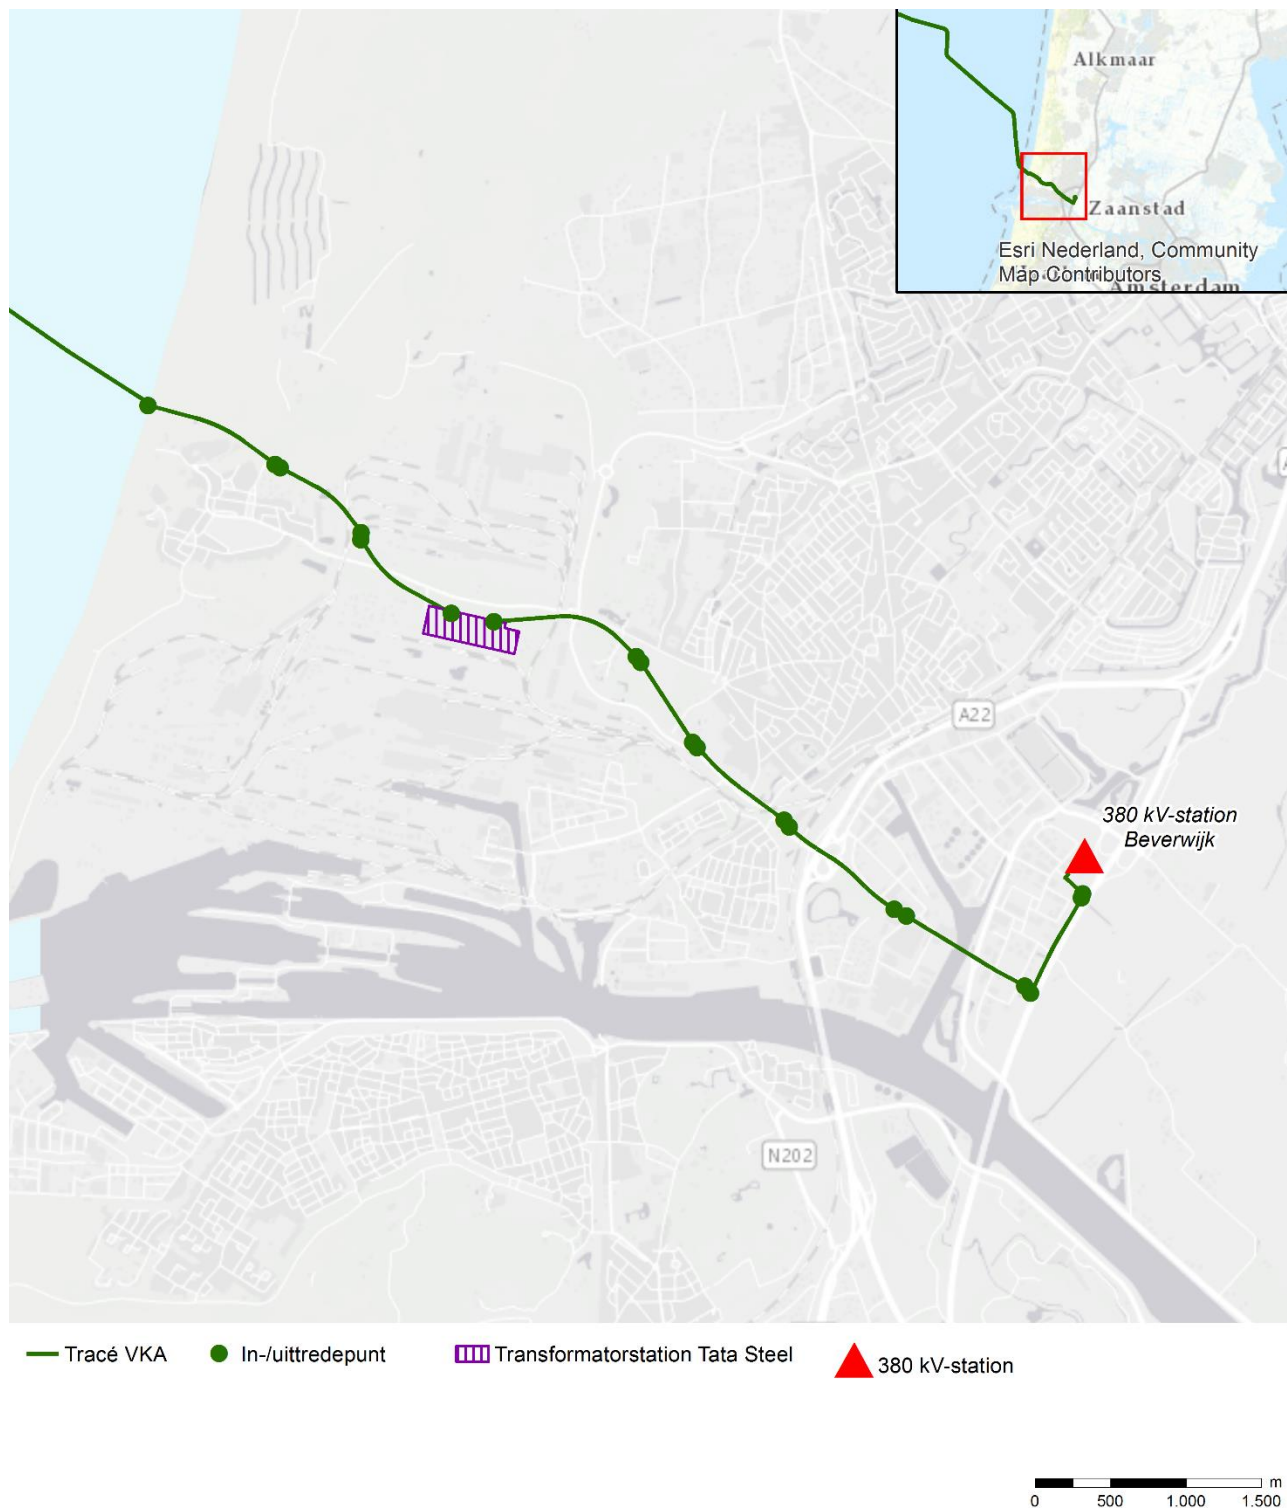 Alkmaar
Zaanstad
Esri Nederland, Community
Map Contributors
Amsterdam
A22
380 kV-station
Beverwijk
N202
Tracé VKA
In-/uittredepunt
Transformatorstation Tata Steel
380 kV-station
m
0 500 1.000 1.500